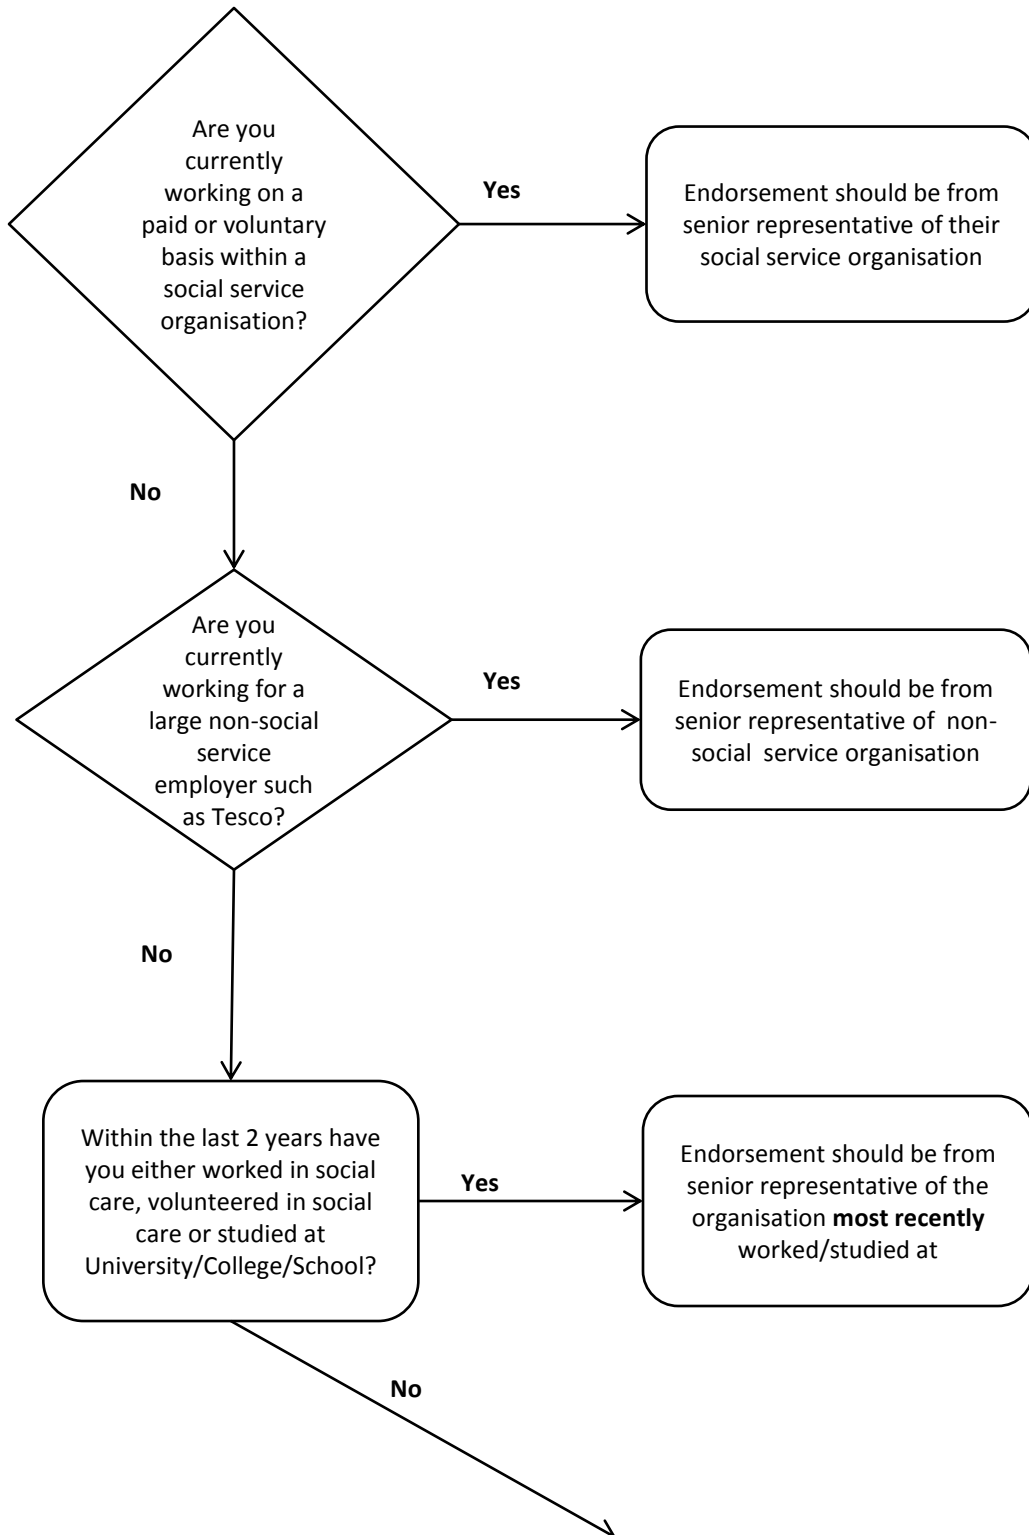 Are you
currently
working on a
paid or voluntary
basis within a
social service
organisation?
Yes
Endorsement should be from
senior representative of their
social service organisation
No
Are you
currently
working for a
large non-social
service
employer such
as Tesco?
Yes
Endorsement should be from
senior representative of  non-
social  service organisation
No
Within the last 2 years have
you either worked in social
care, volunteered in social
care or studied at
University/College/School?
Yes
Endorsement should be from
senior representative of the
organisation most recently
worked/studied at
No